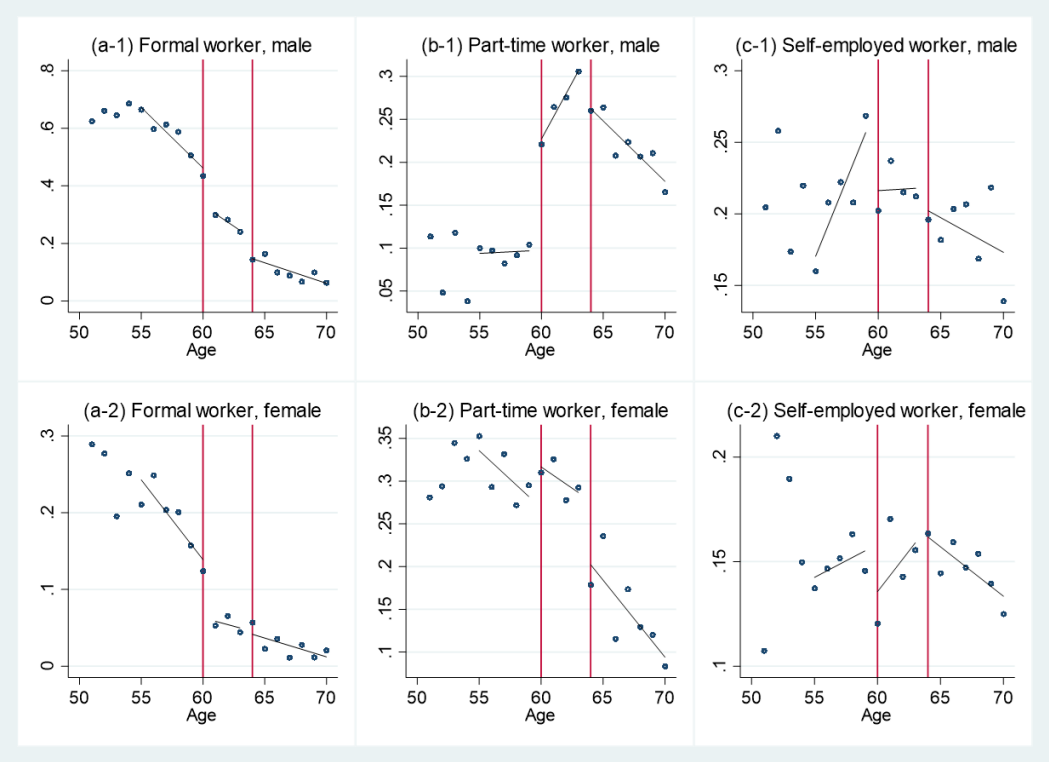 (a-1) Formal worker, male
.8
.6
.4
.2
0
50 55 60 65 70
Age
(b-1) Part-time worker, male
.3
.25
.2
.15
.1
.05
50 55 60 65 70
Age
(c-1) Self-employed worker, male
.3
.25
.2
.15
50 55 60 65 70
Age
(a-2) Formal worker, female
.3
.2
.1
0
50 55 60 65 70
Age
(b-2) Part-time worker, female
.35
.3
.25
.2
.15
.1
50 55 60 65 70
Age
(c-2) Self-employed worker, female
.2
.15
.1
50 55 60 65 70
Age